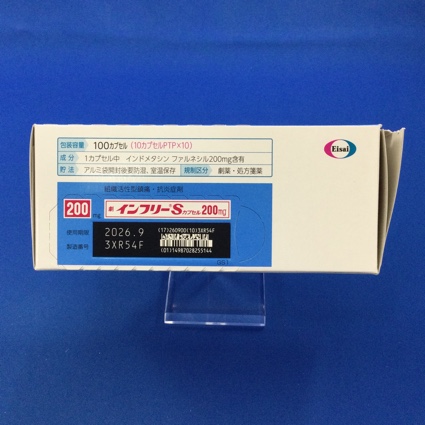 包装容量 100カプセル（10カプセルPTP×10）
Eisai
成分 1カプセル中 インドメタシン ファルネシル200mg含有
貯法 アルミ袋開封後要防湿、室温保存 規制区分 劇薬・処方箋薬
組織活性型鎮痛・抗炎症剤
200mg 劇 インフリーSカプセル200mg
使用期限 2026.9
製造番号 3XR54F
(17)260900(10)3XR54F
(01)14987028255144